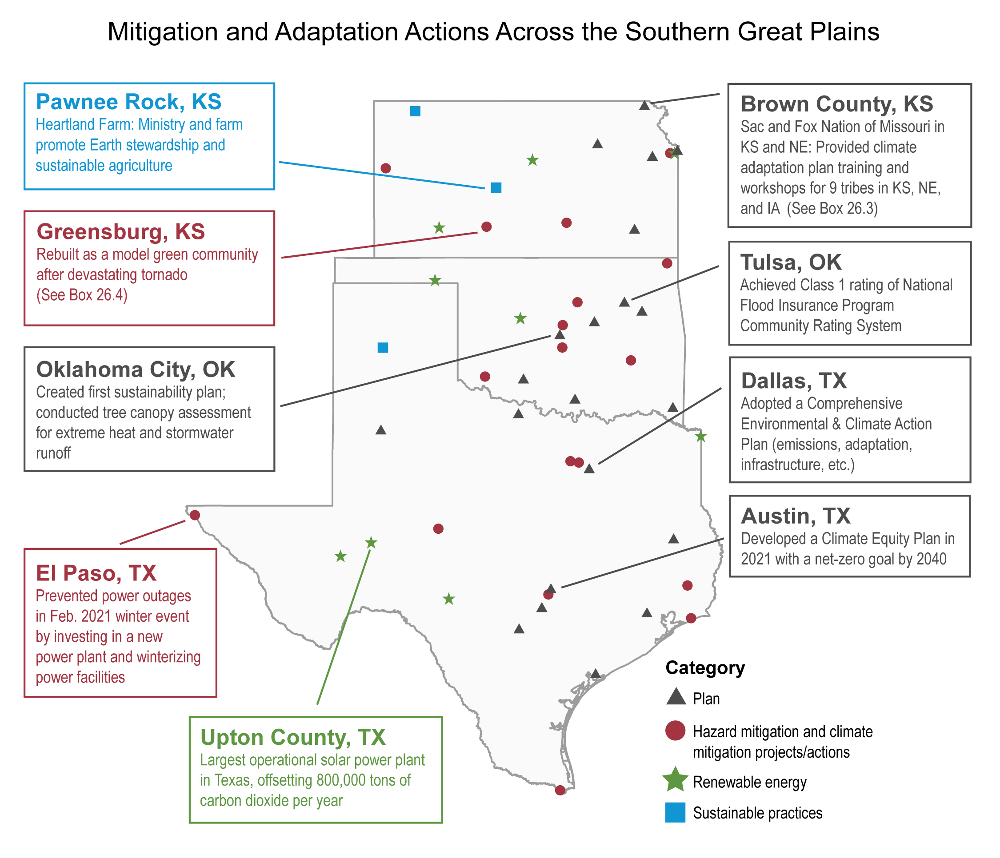 Mitigation and Adaptation Actions Across the Southern Great Plains
Pawnee Rock, KS
Heartland Farm: Ministry and farm
promote Earth stewardship and
sustainable agriculture
Greensburg, KS
Rebuilt as a model green community
after devastating tornado
(See Box 26.4)
Oklahoma City, OK
Created first sustainability plan;
conducted tree canopy assessment
for extreme heat and stormwater
runoff
El Paso, TX
Prevented power outages
in Feb. 2021 winter event
by investing in a new
power plant and winterizing
power facilities
Upton County, TX
Largest operational solar power plant
in Texas, offsetting 800,000 tons of
carbon dioxide per year
Brown County, KS
Sac and Fox Nation of Missouri in
KS and NE: Provided climate
adaptation plan training and
workshops for 9 tribes in KS, NE,
and IA (See Box 26.3)
Tulsa, OK
Achieved Class 1 rating of National
Flood Insurance Program
Community Rating System
Dallas, TX
Adopted a Comprehensive
Environmental & Climate Action
Plan (emissions, adaptation,
infrastructure, etc.)
Austin, TX
Developed a Climate Equity Plan in
2021 with a net-zero goal by 2040
Category
Plan
Hazard mitigation and climate
mitigation projects/actions
Renewable energy
Sustainable practices